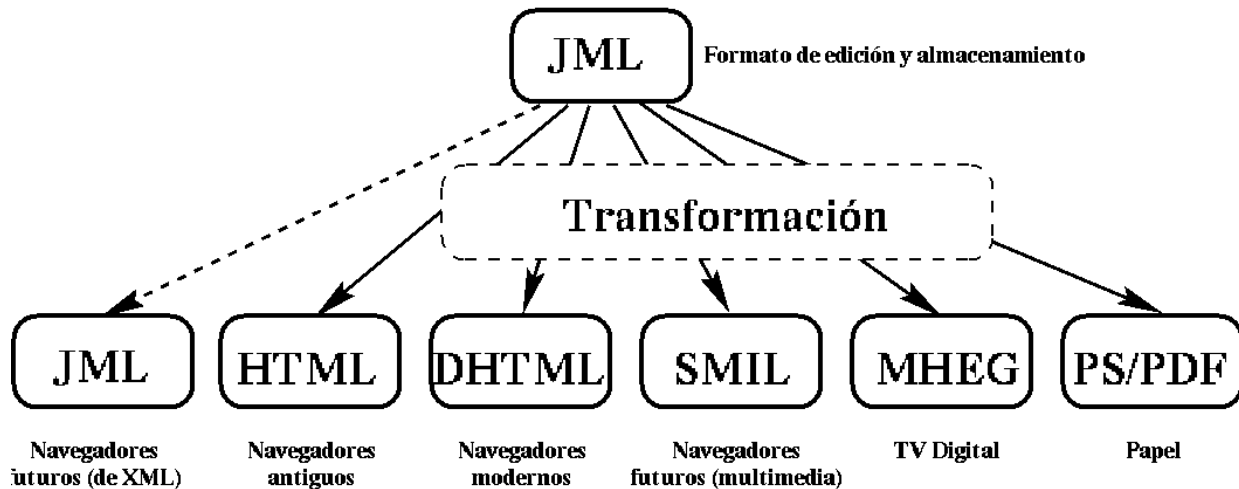 JML
Formato de edición y almacenamiento
Transformación
JML
HTML
DHTML
SMIL
MHEG
PS/PDF
Navegadores
futuros (de XML)
Navegadores
antiguos
Navegadores
modernos
Navegadores
futuros (multimedia)
TV Digital
Papel